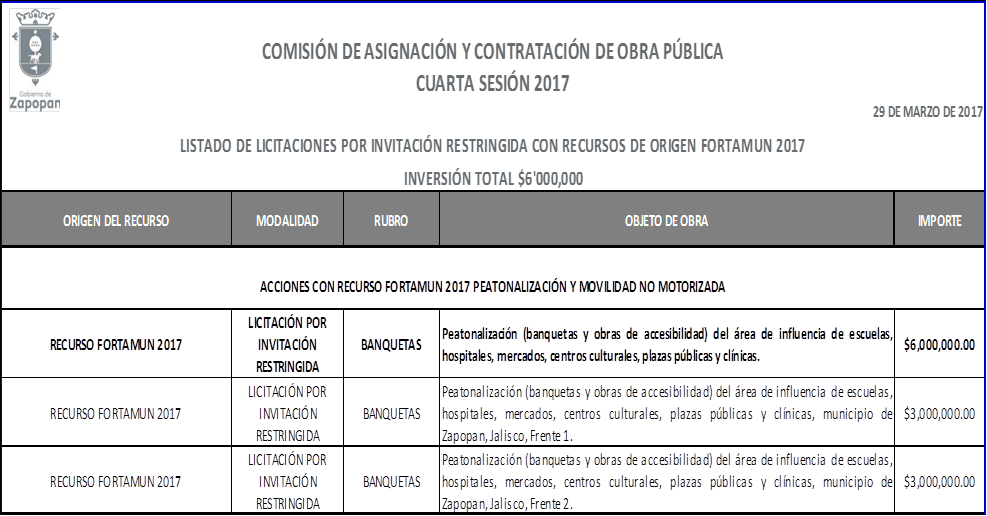 Gobierno de
Zapopan
COMISIÓN DE ASIGNACIÓN Y CONTRATACIÓN DE OBRA PÚBLICA
CUARTA SESIÓN 2017
29 DE MARZO DE 2017
LISTADO DE LICITACIONES POR INVITACIÓN RESTRINGIDA CON RECURSOS DE ORIGEN FORTAMUN 2017
INVERSIÓN TOTAL $6'000,000
ORIGEN DEL RECURSO MODALIDAD RUBRO OBJETO DE OBRA IMPORTE
ACCIONES CON RECURSO FORTAMUN 2017 PEATONALIZACIÓN Y MOVILIDAD NO MOTORIZADA
RECURSO FORTAMUN 2017
LICITACIÓN POR
INVITACIÓN
RESTRINGIDA
BANQUETAS
Peatonalización (banquetas y obras de accesibilidad) del área de influencia de escuelas,
hospitales, mercados, centros culturales, plazas públicas y clínicas.
$6,000,000.00
RECURSO FORTAMUN 2017
LICITACIÓN POR
INVITACIÓN
RESTRINGIDA
BANQUETAS
Peatonalización (banquetas y obras de accesibilidad) del área de influencia de escuelas,
hospitales, mercados, centros culturales, plazas públicas y clínicas, municipio de
Zapopan, Jalisco, Frente 1.
$3,000,000.00
RECURSO FORTAMUN 2017
LICITACIÓN POR
INVITACIÓN
RESTRINGIDA
BANQUETAS
Peatonalización (banquetas y obras de accesibilidad) del área de influencia de escuelas,
hospitales, mercados, centros culturales, plazas públicas y clínicas, municipio de
Zapopan, Jalisco, Frente 2.
$3,000,000.00